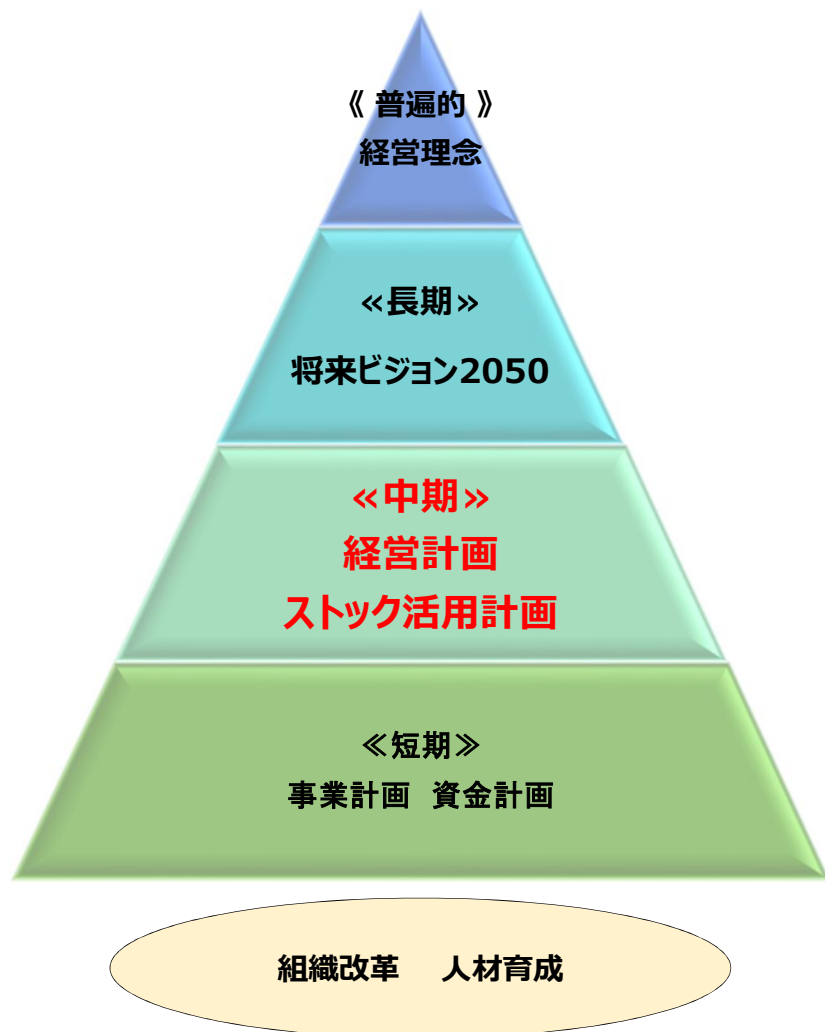 《 普遍的 》
経営理念
«長期»
将来ビジョン2050
«中期»
経営計画
ストック活用計画
≪短期≫
事業計画 資金計画
組織改革 人材育成